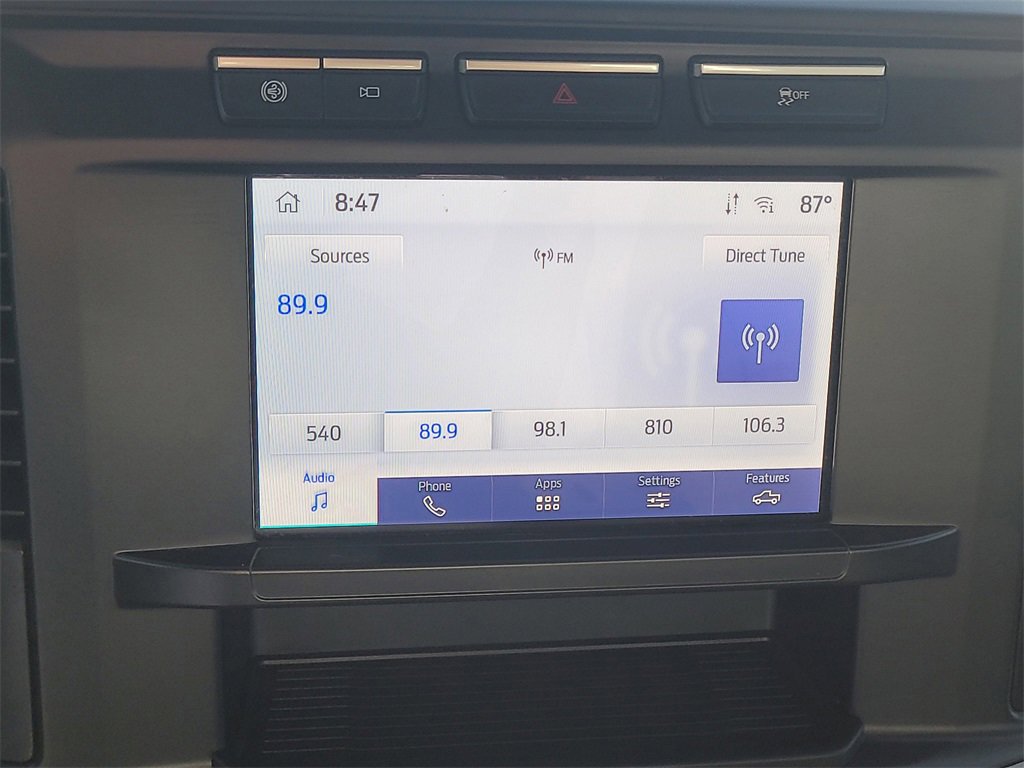 OFF
8:47
87°
Sources
FM
Direct Tune
89.9
540
89.9
98.1
810
106.3
Audio
Phone
Apps
Settings
Features